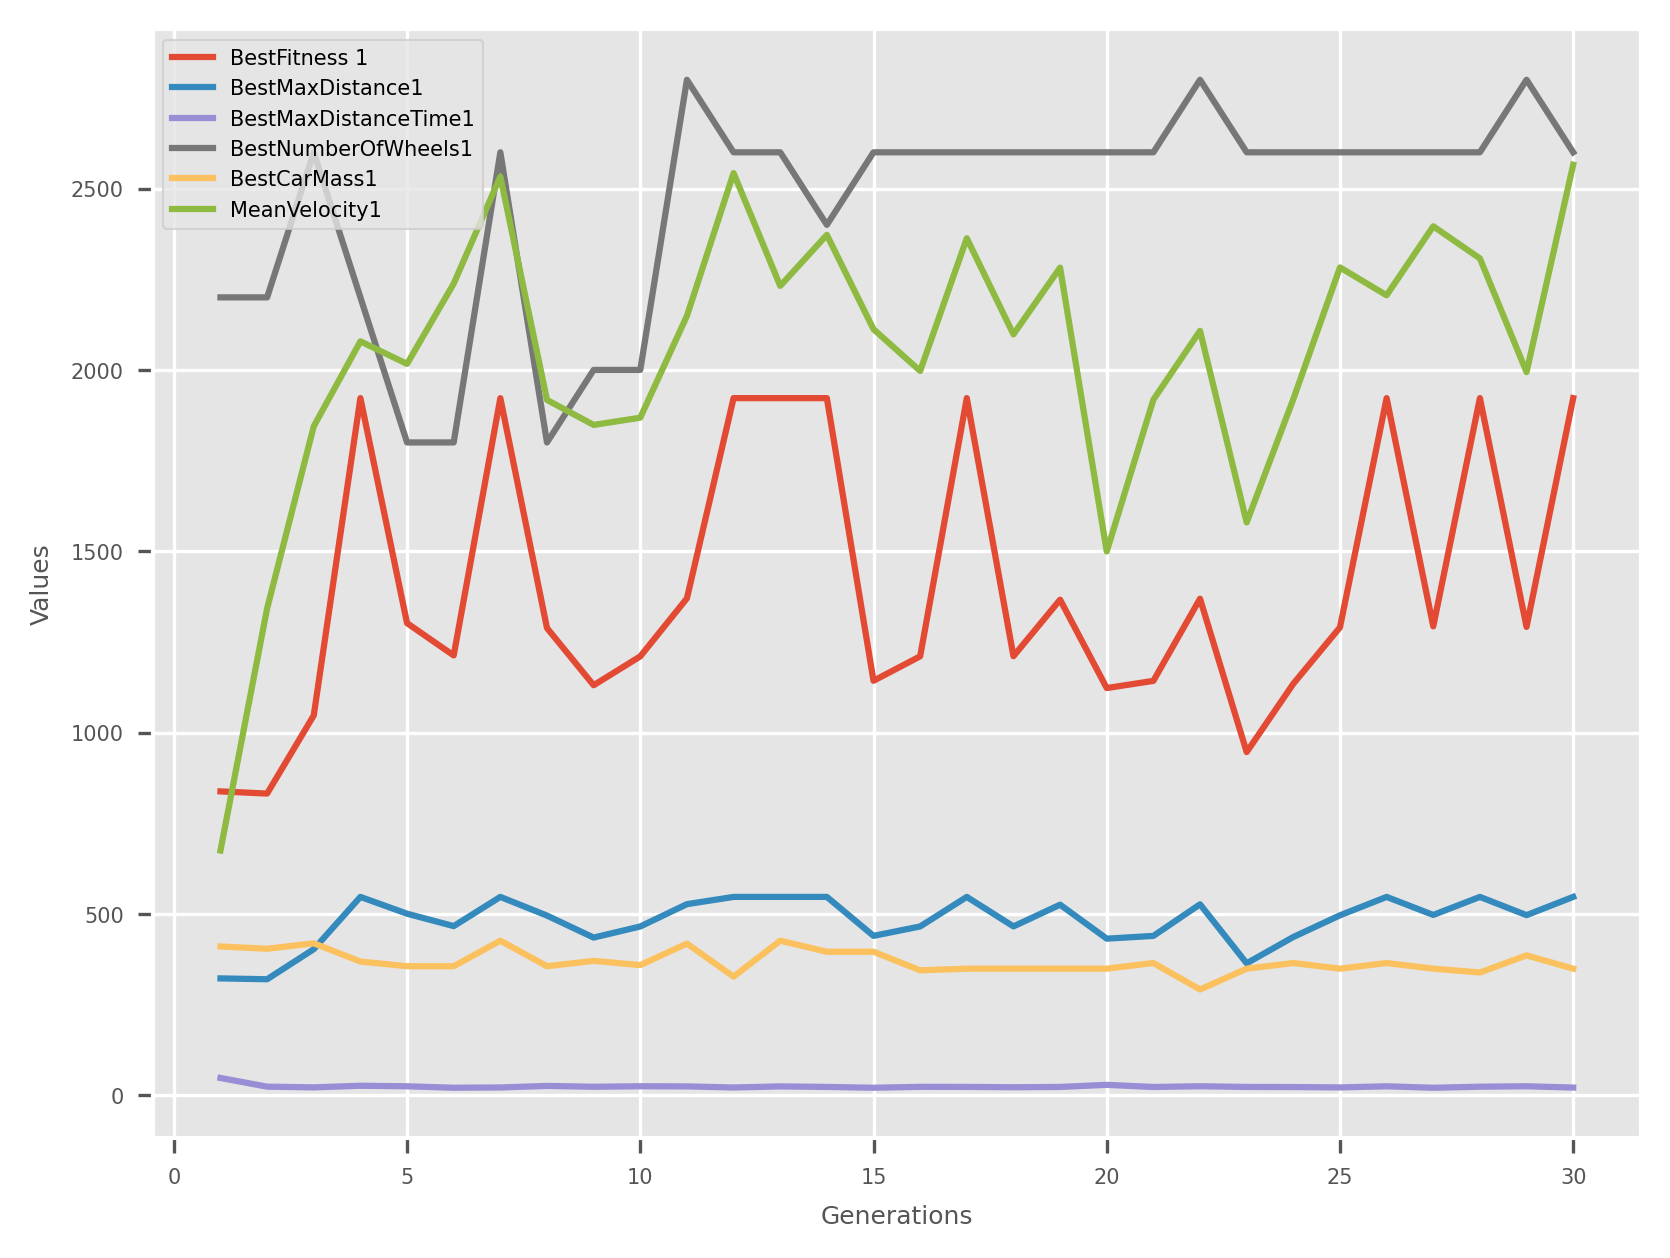 BestFitness 1
BestMaxDistance1
BestMaxDistanceTime1
BestNumberOfWheels1
BestCarMass1
MeanVelocity1
2500
2000
1500
1000
500
0
Values
0 5 10 15 20 25 30
Generations